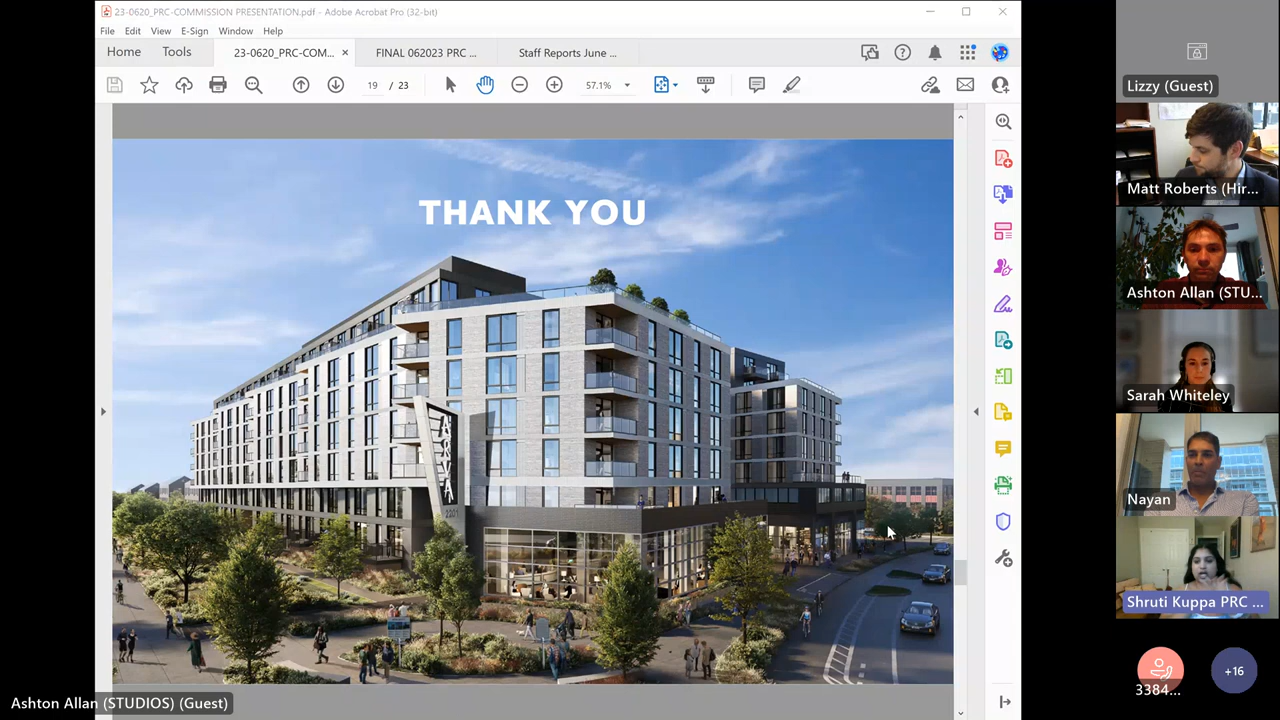 23-0620_PRC-COMMISSION PRESENTATION.pdf - Adobe Acrobat Pro (32-bit)
File Edit View E-Sign Window Help
Home Tools 23-0620_PRC-COM... × FINAL 062023 PRC ... Staff Reports June ...
19 / 23 57.1%
THANK YOU
2201
Lizzy (Guest)
Matt Roberts (Hir...
Ashton Allan (STU...
Sarah Whiteley
Nayan
Shruti Kuppa PRC ...
3384...
+16
Ashton Allan (STUDIOS) (Guest)